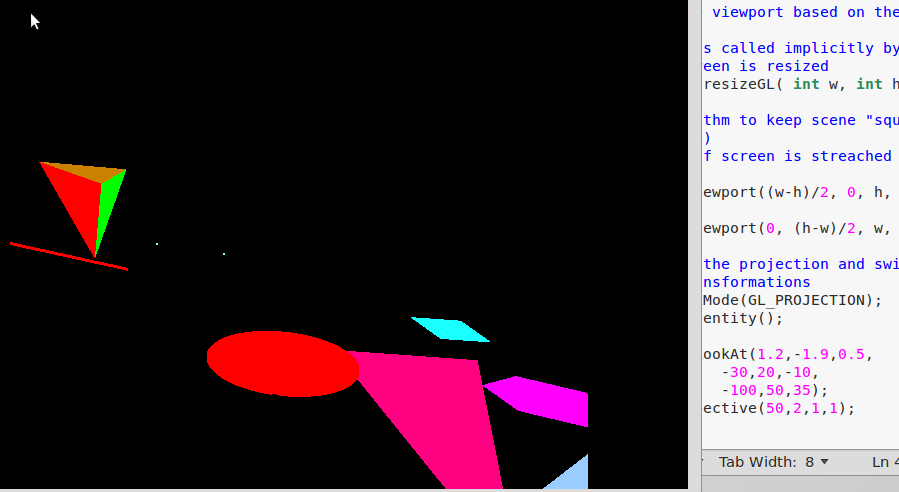 viewport based on the
s called implicitly by
een is resized
resizeGL( int w, int h
thm to keep scene "squ
)
f screen is streached
ewport((w-h)/2, 0, h,
ewport(0, (h-w)/2, w,
the projection and swi
nsformations
Mode(GL_PROJECTION);
entity();
ookAt(1.2,-1.9,0.5,
-30,20,-10,
-100,50,35);
ective(50,2,1,1);
Tab Width: 8 Ln 4